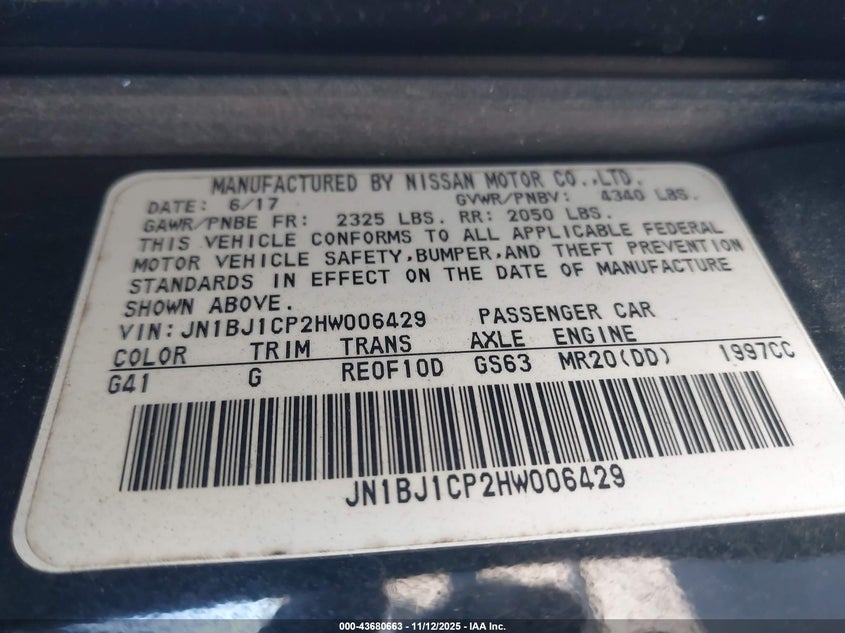 MANUFACTURED BY NISSAN MOTOR CO.,LTD.
DATE: 6/17 GVWR/PNBV: 4340 LBS.
GAWR/PNBE FR: 2325 LBS. RR: 2050 LBS.
THIS VEHICLE CONFORMS TO ALL APPLICABLE FEDERAL
MOTOR VEHICLE SAFETY,BUMPER,AND THEFT PREVENTION
STANDARDS IN EFFECT ON THE DATE OF MANUFACTURE
SHOWN ABOVE.
VIN:JN1BJ1CP2HW006429 PASSENGER CAR
COLOR TRIM TRANS AXLE ENGINE
G41 G RE0F10D GS63 MR20(DD) 1997CC
JN1BJ1CP2HW006429
000-43680663 - 11/12/2025 - IAA Inc.